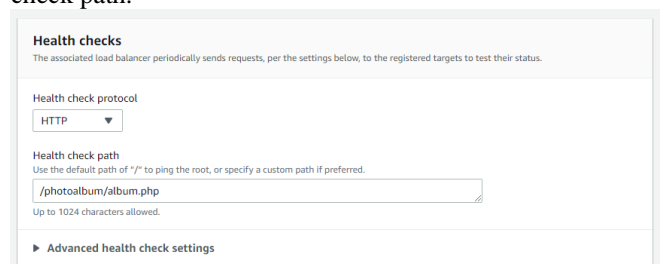 check path.
Health checks
The associated load balancer periodically sends requests, per the settings below, to the registered targets to test their status.
Health check protocol
HTTP
Health check path
Use the default path of "/" to ping the root, or specify a custom path if preferred.
/photoalbum/album.php
Up to 1024 characters allowed.
Advanced health check settings